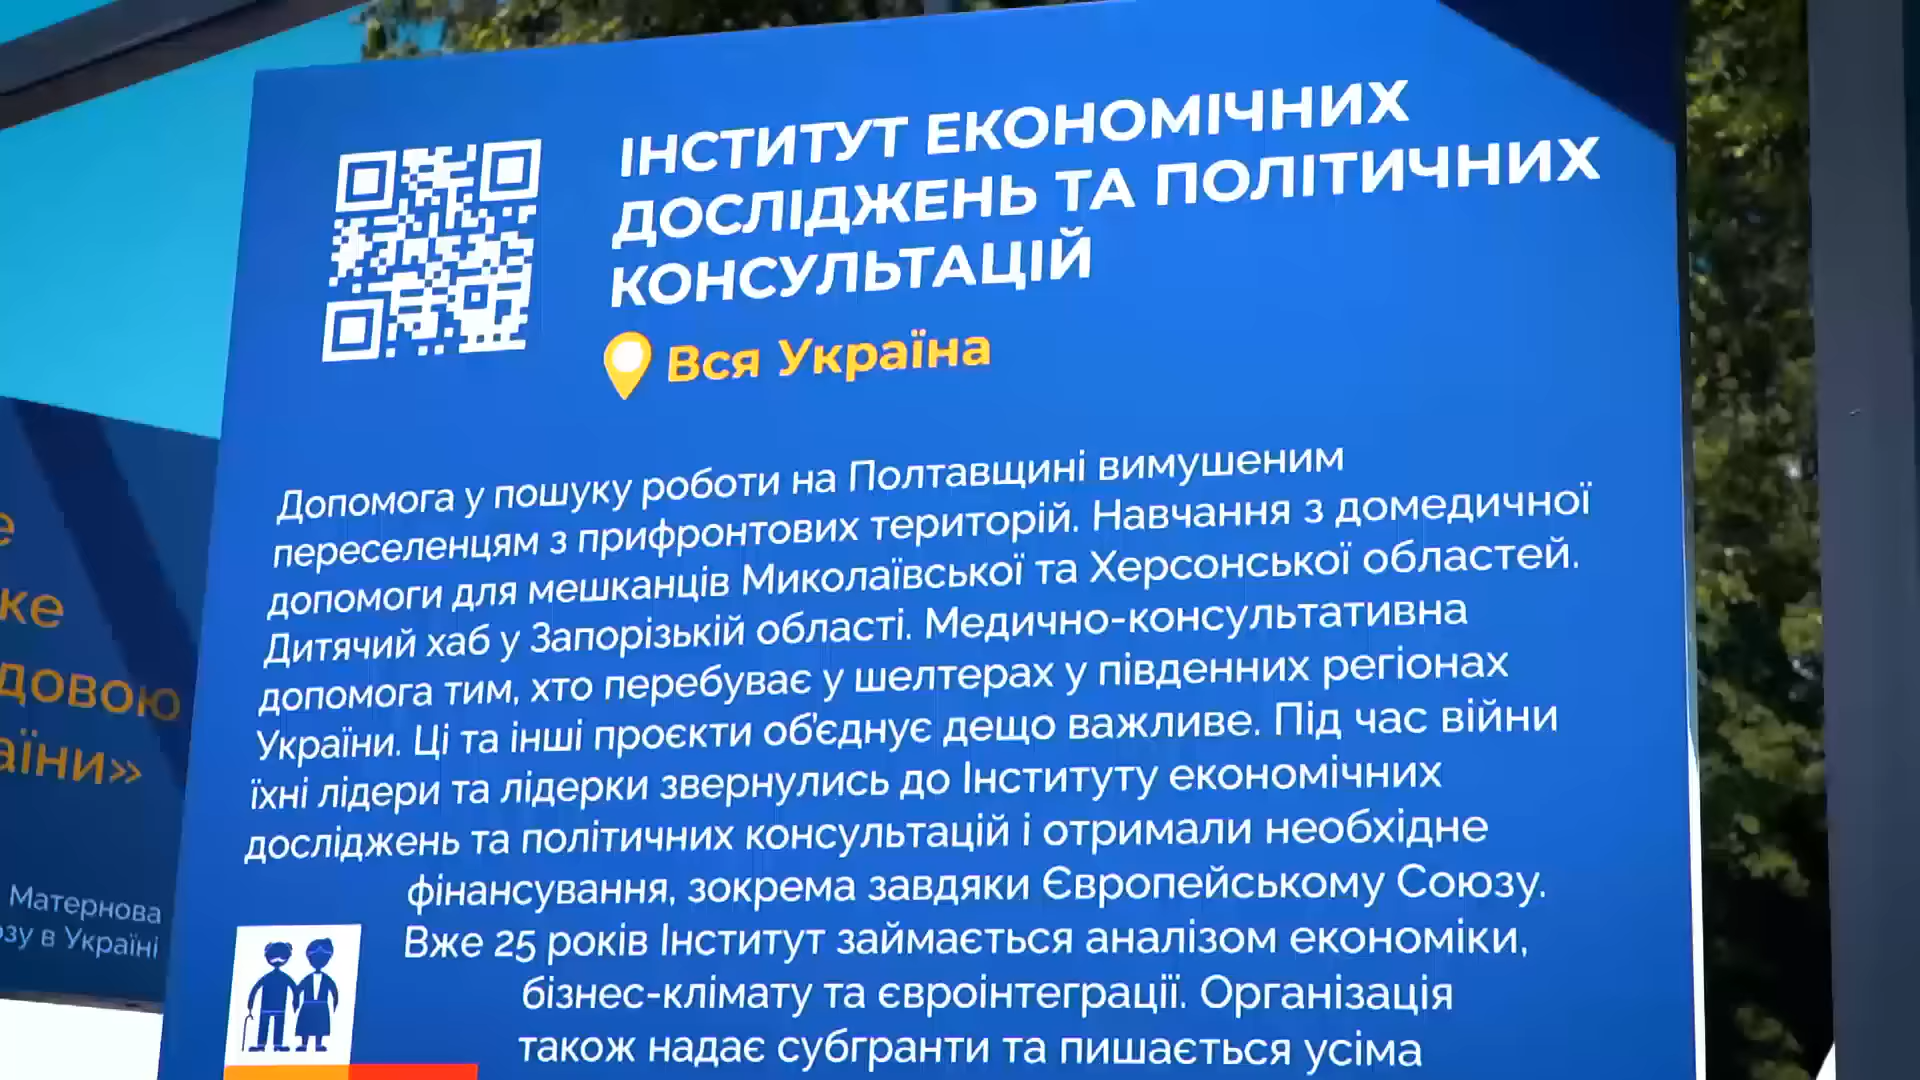 ІНСТИТУТ ЕКОНОМІЧНИХ
ДОСЛІДЖЕНЬ ТА ПОЛІТИЧНИХ
КОНСУЛЬТАЦІЙ
Вся Україна
Допомога у пошуку роботи на Полтавщині вимушеним
переселенцям з прифронтових територій. Навчання з домедичної
допомоги для мешканців Миколаївської та Херсонської областей.
Дитячий хаб у Запорізькій області. Медично-консультативна
допомога тим, хто перебуває у шелтерах у південних регіонах
України. Ці та інші проєкти об'єднує дещо важливе. Під час війни
їхні лідери та лідерки звернулись до Інституту економічних
досліджень та політичних консультацій і отримали необхідне
фінансування, зокрема завдяки Європейському Союзу.
Вже 25 років Інститут займається аналізом економіки,
бізнес-клімату та євроінтеграції. Організація
також надає субгранти та пишається усіма
е
ке
довою
аїни»
Матернова
зу в Україні